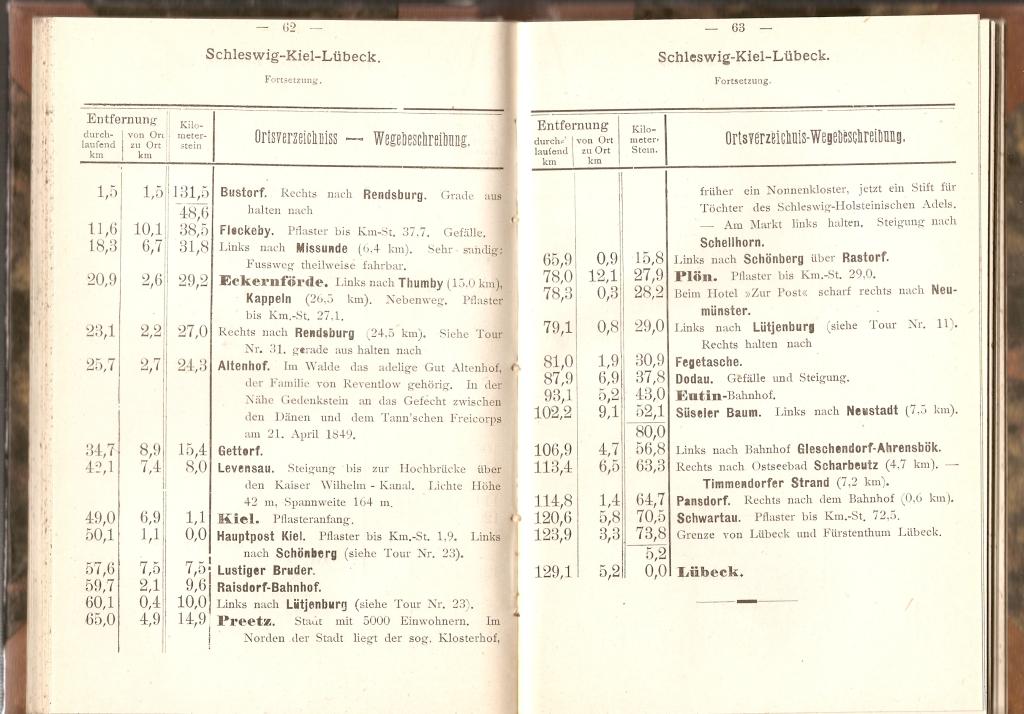 — 62 —
Schleswig-Kiel-Lübeck.
Fortsetzung.
Entfernung
durch-
laufend
km
von Ort
zu Ort
km
Kilo-
meter-
stein
Ortsverzeichniss — Wegebeschreibung.
1,5 1,5 131,5 Bustorf. Rechts nach Rendsburg. Grade aus
48,6 halten nach
11,6 10,1 38,5 Fleckeby. Pflaster bis Km-St. 37.7. Gefälle.
18,3 6,7 31,8 Links nach Missunde (6,4 km). Sehr sandig;
Fussweg theilweise fahrbar.
20,9 2,6 29,2 Eckernförde. Links nach Thumby (15.0 km),
Kappeln (26,5 km). Nebenweg. Pflaster
bis Km.-St. 27.1.
23,1 2,2 27,0 Rechts nach Rendsburg (24,5 km). Siehe Tour
Nr. 31. gerade aus halten nach
25,7 2,7 24,3 Altenhof. Im Walde das adelige Gut Altenhof,
der Familie von Reventlow gehörig. In der
Nähe Gedenkstein an das Gefecht zwischen
den Dänen und dem Tann'schen Freicorps
am 21. April 1849.
34,7 8,9 15,4 Gettorf.
42,1 7,4 8,0 Levensau. Steigung bis zur Hochbrücke über
den Kaiser Wilhelm-Kanal. Lichte Höhe
42 m, Spannweite 164 m.
49,0 6,9 1,1 Kiel. Pflasteranfang.
50,1 1,1 0,0 Hauptpost Kiel. Pflaster bis Km.-St. 1,9. Links
nach Schönberg (siehe Tour Nr. 23).
57,6 7,5 7,5 Lustiger Bruder.
59,7 2,1 9,6 Raisdorf-Bahnhof.
60,1 0,4 10,0 Links nach Lütjenburg (siehe Tour Nr. 23).
65,0 4,9 14,9 Preetz. Stadt mit 5000 Einwohnern. Im
Norden der Stadt liegt der sog. Klosterhof,
— 63 —
Schleswig-Kiel-Lübeck.
Fortsetzung.
Entfernung
durch-
laufend
km
von Ort
zu Ort
km
Kilo-
meter-
Stein.
Ortsverzeichnis-Wegebeschreibung.
früher ein Nonnenkloster, jetzt ein Stift für
Töchter des Schleswig-Holsteinischen Adels.
— Am Markt links halten. Steigung nach
Schellhorn.
65,9 0,9 15,8 Links nach Schönberg über Rastorf.
78,0 12,1 27,9 Plön. Pflaster bis Km.-St. 29,0.
78,3 0,3 28,2 Beim Hotel »Zur Post« scharf rechts nach Neu-
münster.
79,1 0,8 29,0 Links nach Lütjenburg (siehe Tour Nr. 11).
Rechts halten nach
81,0 1,9 30,9 Fegetasche.
87,9 6,9 37,8 Dodau. Gefälle und Steigung.
93,1 5,2 43,0 Eutin-Bahnhof.
102,2 9,1 52,1 Süseler Baum. Links nach Neustadt (7,5 km).
80,0
106,9 4,7 56,8 Links nach Bahnhof Gleschendorf-Ahrensbök.
113,4 6,5 63,3 Rechts nach Ostseebad Scharbeutz (4,7 km). —
Timmendorfer Strand (7,2 km).
114,8 1,4 64,7 Pansdorf. Rechts nach dem Bahnhof (0,6 km).
120,6 5,8 70,5 Schwartau. Pflaster bis Km.-St. 72,5.
123,9 3,3 73,8 Grenze von Lübeck und Fürstenthum Lübeck.
5,2
129,1 5,2 0,0 Lübeck.